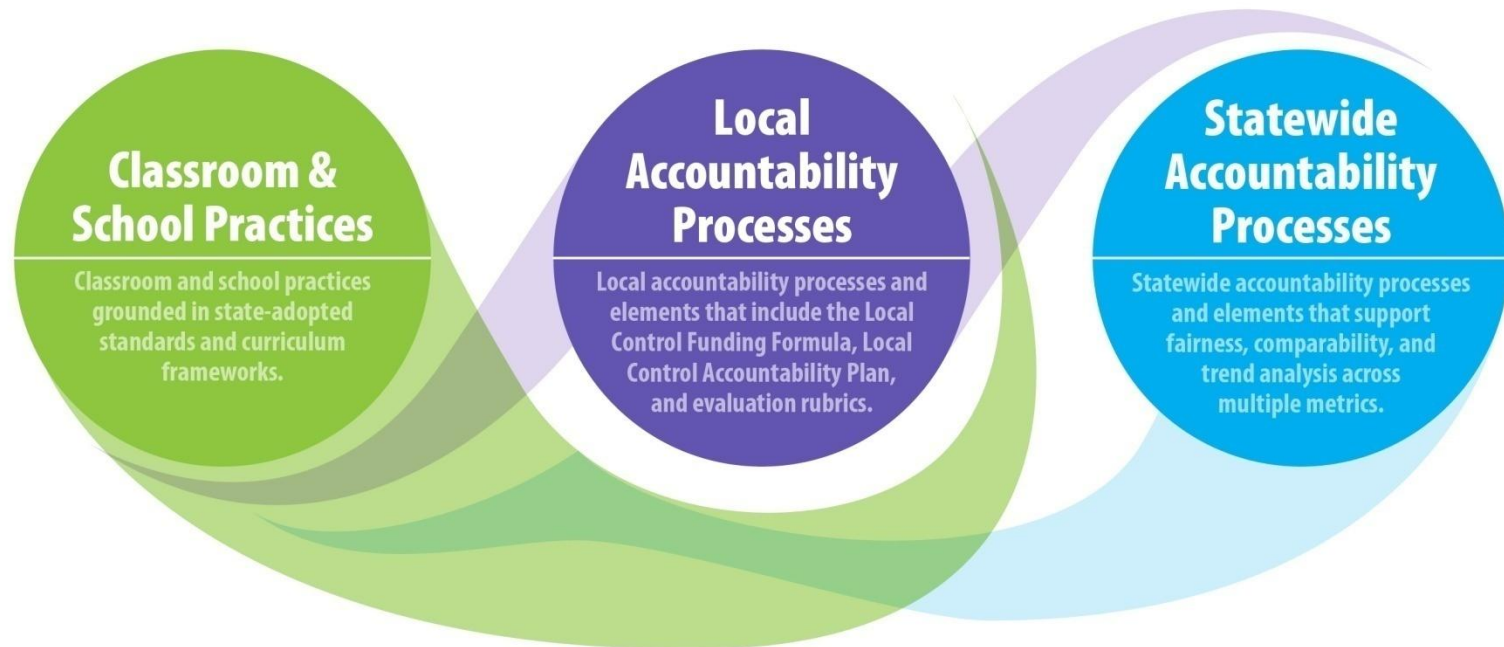 Classroom &
School Practices
Classroom and school practices
grounded in state-adopted
standards and curriculum
frameworks.
Local
Accountability
Processes
Local accountability processes and
elements that include the Local
Control Funding Formula, Local
Control Accountability Plan,
and evaluation rubrics.
Statewide
Accountability
Processes
Statewide accountability processes
and elements that support
fairness, comparability, and
trend analysis across
multiple metrics.